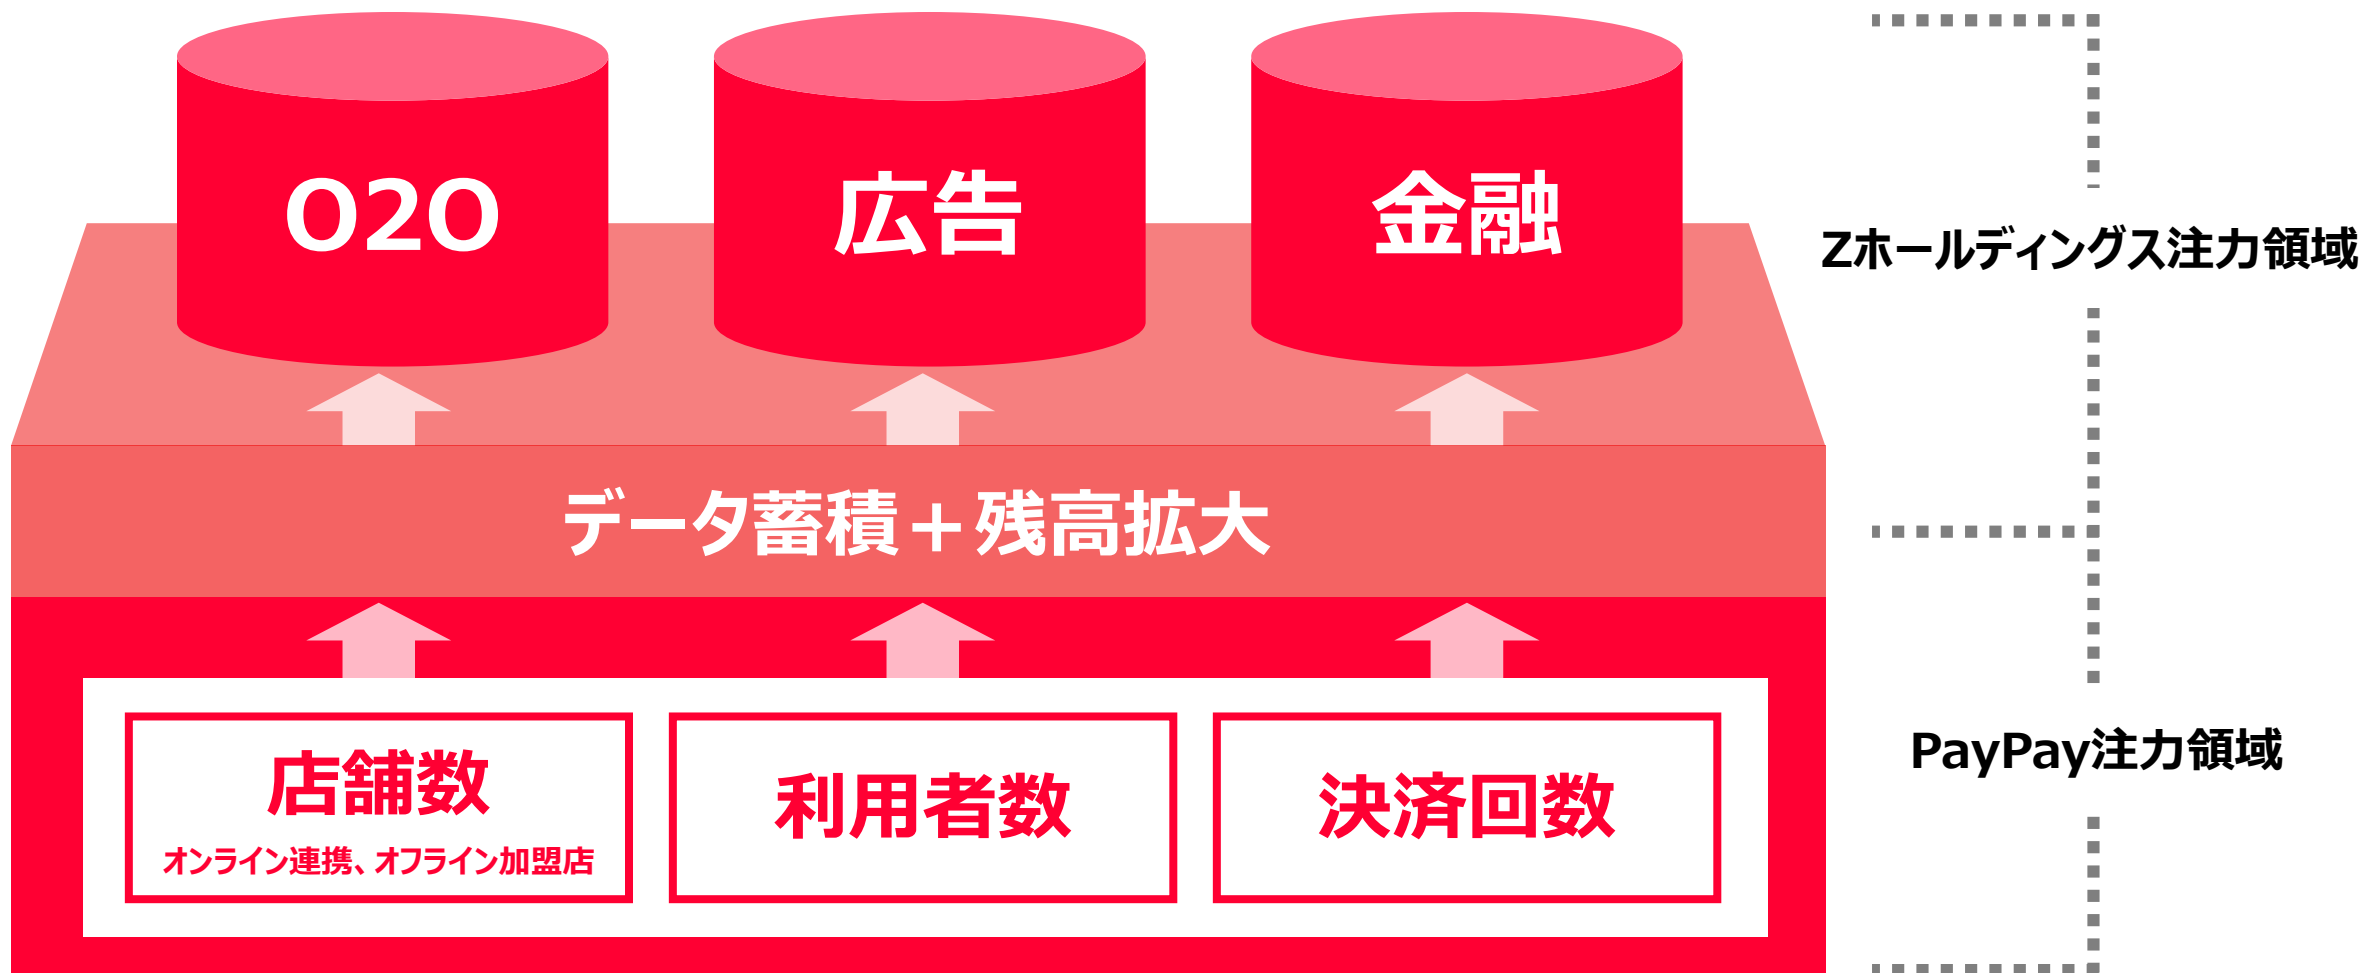 O2O
広告
金融
Zホールディングス注力領域
データ蓄積+残高拡大
店舗数
オンライン連携、オフライン加盟店
利用者数
決済回数
PayPay注力領域